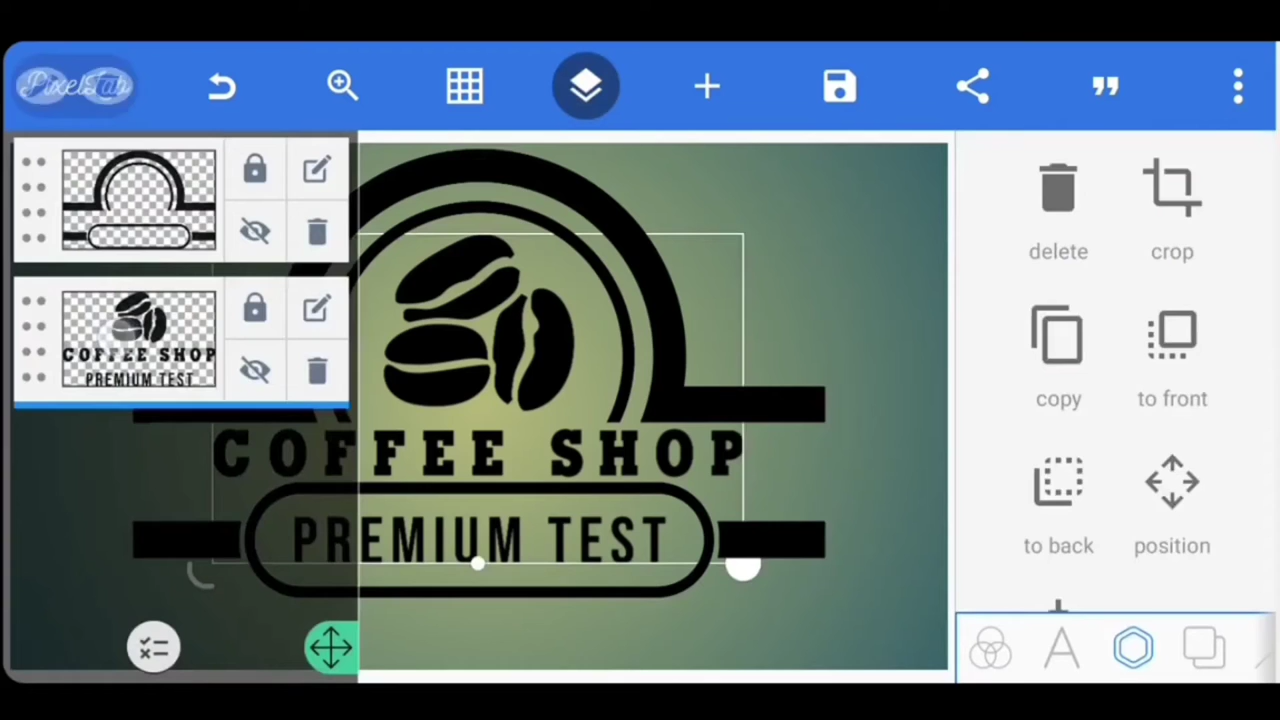 PixelLab
COFFEE SHOP
PREMIUM TEST
COFFEE SHOP
PREMIUM TEST
delete
crop
copy
to front
to back
position